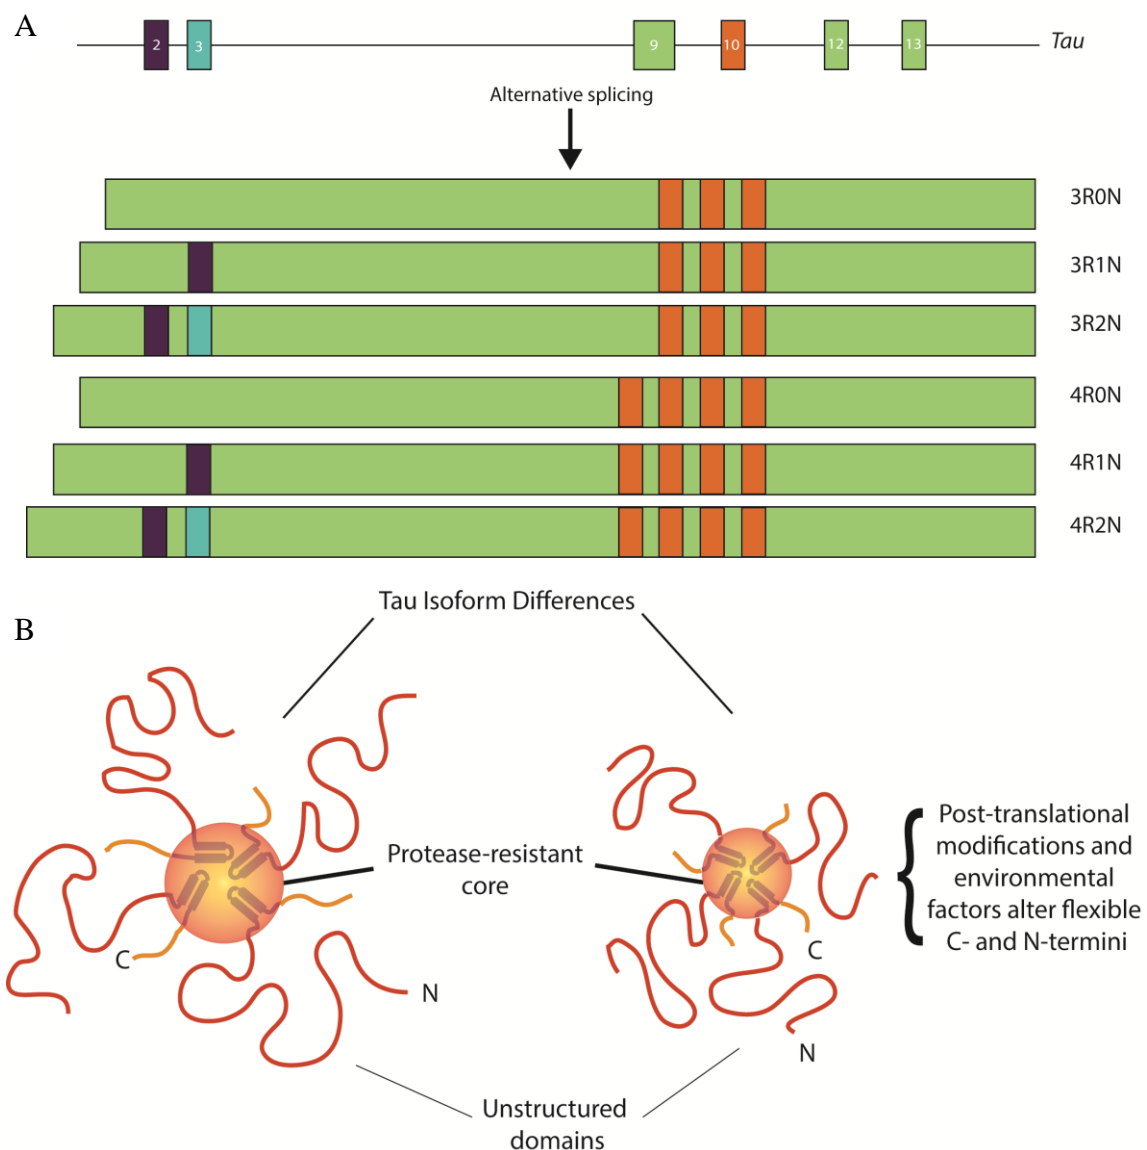 A
2 3 9 10 12 13 Tau
Alternative splicing
3R0N
3R1N
3R2N
4R0N
4R1N
4R2N
Tau Isoform Differences
B
Protease-resistant
core
Post-translational
modifications and
environmental
factors alter flexible
C- and N-termini
C
N
C
N
Unstructured
domains